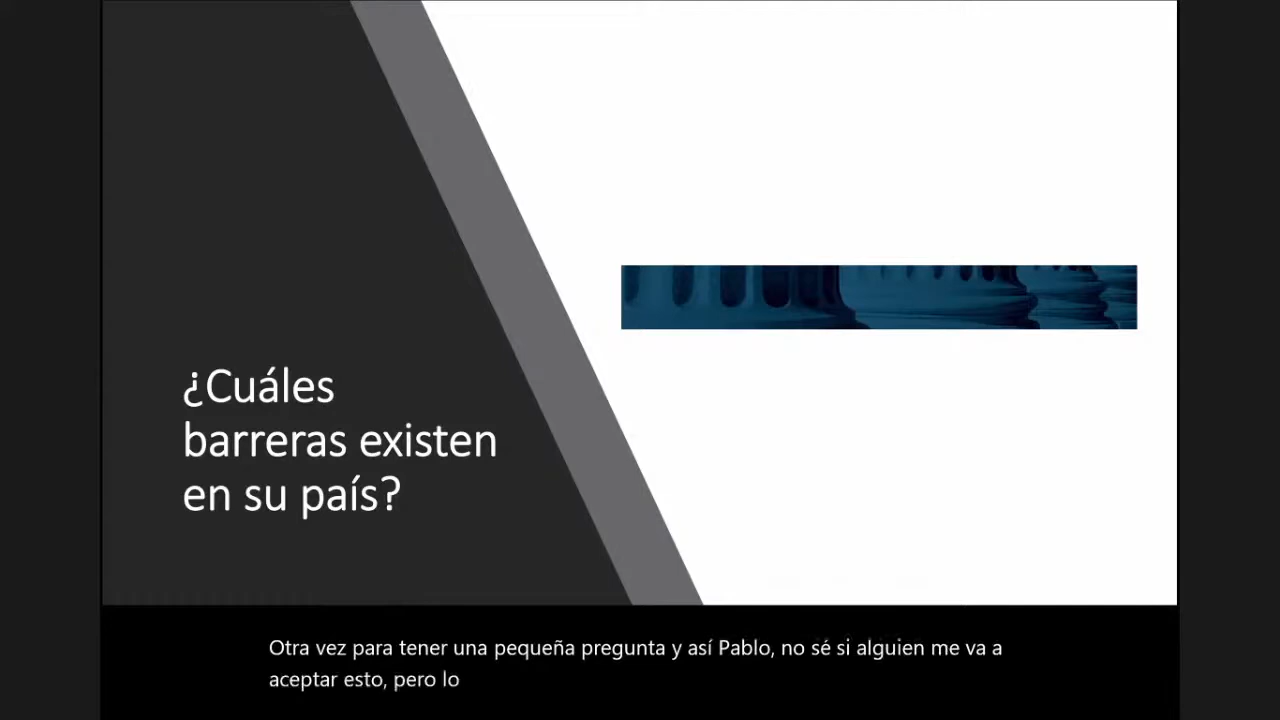 ¿Cuáles
barreras existen
en su país?
Otra vez para tener una pequeña pregunta y así Pablo, no sé si alguien me va a
aceptar esto, pero lo